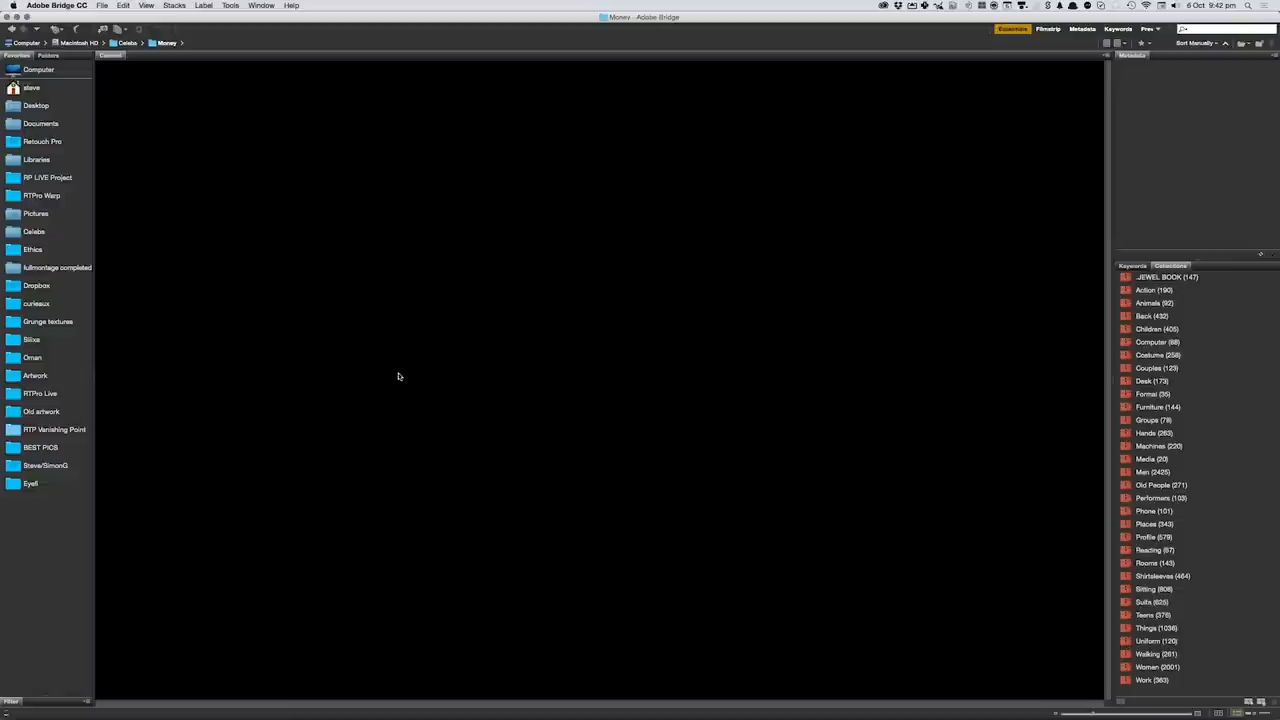 Adobe Bridge CC File Edit View Stacks Label Tools Window Help 6 Oct 9:42 pm
Money - Adobe Bridge
Essentials Filmstrip Metadata Keywords Prev
Computer Macintosh HD Celebs Money Sort Manually
Favorites Folders Content Metadata
Computer
steve
Desktop
Documents
Retouch Pro
Libraries
RP LIVE Project
RTPro Warp
Pictures
Celebs
Ethics
fullmontage completed
Dropbox
curieaux
Grunge textures
Oman
Artwork
RTPro Live
Old artwork
RTP Vanishing Point
BEST PICS
Steve/SimonG
Eyefi
Filter
Keywords Collections
.JEWEL BOOK (147)
Action (190)
Animals (92)
Back (432)
Children (405)
Computer (88)
Costume (258)
Couples (123)
Desk (173)
Formal (35)
Furniture (144)
Groups (78)
Hands (263)
Machines (220)
Media (20)
Men (2425)
Old People (271)
Performers (103)
Phone (101)
Places (343)
Profile (579)
Reading (87)
Rooms (143)
Shirtsleeves (464)
Sitting (808)
Suits (625)
Teens (376)
Things (1036)
Uniform (120)
Walking (261)
Women (2001)
Work (363)